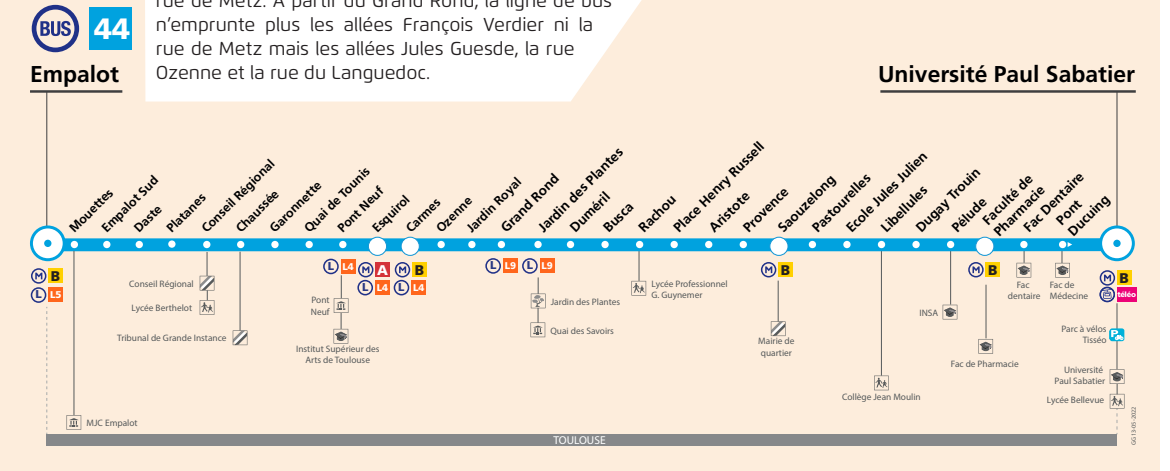 rue de Metz. A partir du Grand Rond, la ligne de bus
n'emprunte plus les allées François Verdier ni la
rue de Metz mais les allées Jules Guesde, la rue
Ozenne et la rue du Languedoc.
BUS 44
Empalot
Université Paul Sabatier
Mouettes
Empalot Sud
Daste
Platanes
Conseil Régional
Chaussée
Garonnette
Quai de Tounis
Pont Neuf
Esquirol
Carmes
Ozenne
Jardin Royal
Grand Rond
Jardin des Plantes
Duméril
Busca
Rachou
Place Henry Russell
Aristote
Provence
Saouzelong
Pastourelles
Ecole Jules Julien
Libellules
Dugay Trouin
Pélude
Faculté de
Pharmacie
Fac Dentaire
Pont
Ducuing
M B
L L5
L L4
M A
L L4
M B
L L4
L L9
L L9
M B
M B
M B
téléo
Conseil Régional
Lycée Berthelot
Tribunal de Grande Instance
Pont
Neuf
Institut Supérieur des
Arts de Toulouse
Jardin des Plantes
Quai des Savoirs
Lycée Professionnel
G. Guynemer
Mairie de
quartier
Collège Jean Moulin
INSA
Fac de Pharmacie
Fac
dentaire
Fac de
Médecine
Parc à vélos
Tisséo
P
Université
Paul Sabatier
Lycée Bellevue
MJC Empalot
TOULOUSE
GG 13-05-2022